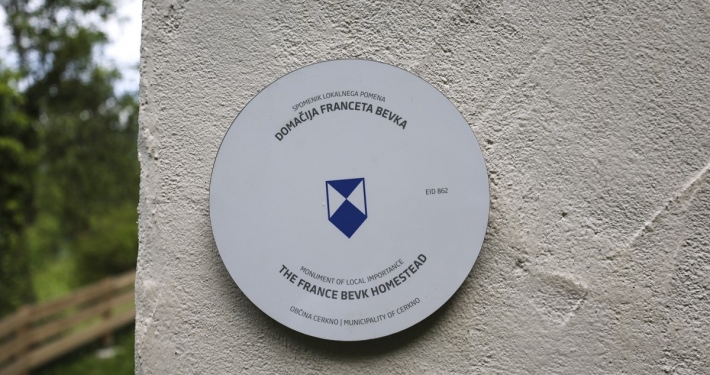 SPOMENIK LOKALNEGA POMENA
DOMAČIJA FRANCETA BEVKA
EID 862
MONUMENT OF LOCAL IMPORTANCE
THE FRANCE BEVK HOMESTEAD
OBČINA CERKNO | MUNICIPALITY OF CERKNO